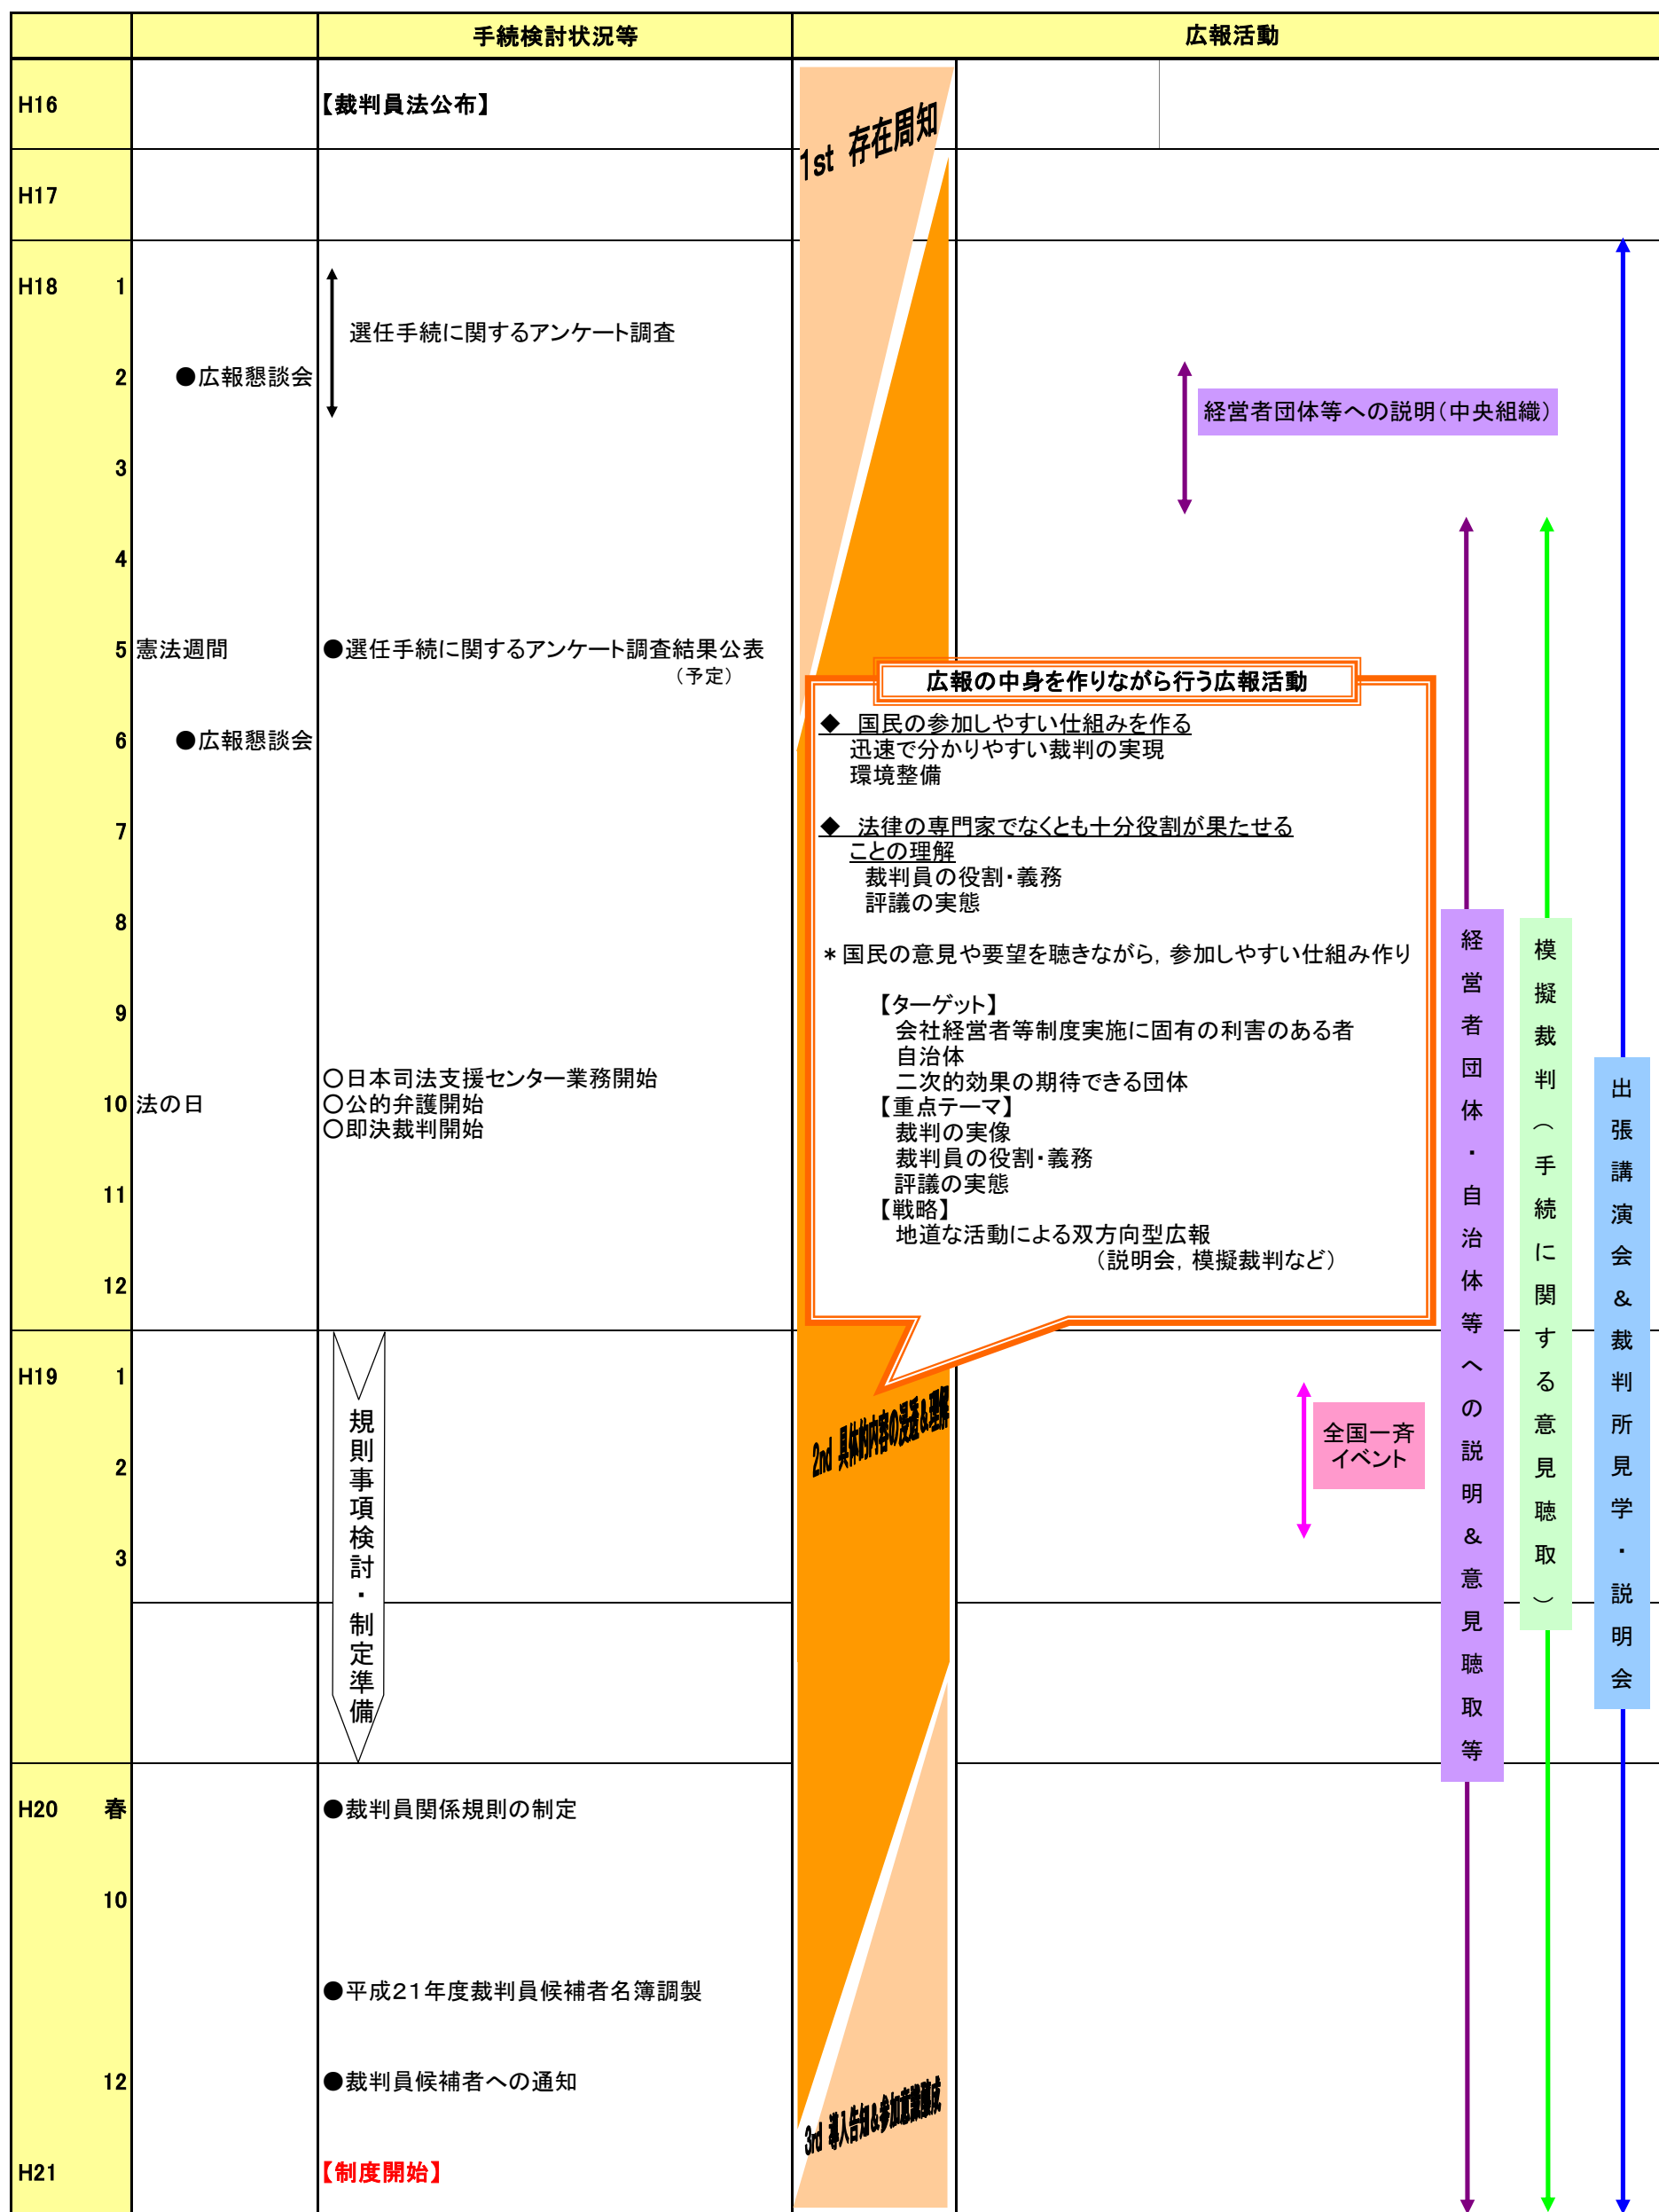 手続検討状況等
広報活動
H16
【裁判員法公布】
1st 存在周知
H17
H18 1
選任手続に関するアンケート調査
2 ●広報懇談会
経営者団体等への説明（中央組織）
3
4
5 憲法週間 ●選任手続に関するアンケート調査結果公表
（予定）
6 ●広報懇談会
7
8
9
○日本司法支援センター業務開始
10 法の日 ○公的弁護開始
○即決裁判開始
11
12
広報の中身を作りながら行う広報活動
◆ 国民の参加しやすい仕組みを作る
迅速で分かりやすい裁判の実現
環境整備
◆ 法律の専門家でなくとも十分役割が果たせる
ことの理解
裁判員の役割・義務
評議の実態
＊国民の意見や要望を聴きながら，参加しやすい仕組み作り
【ターゲット】
会社経営者等制度実施に固有の利害のある者
自治体
二次的効果の期待できる団体
【重点テーマ】
裁判の実像
裁判員の役割・義務
評議の実態
【戦略】
地道な活動による双方向型広報
（説明会，模擬裁判など）
経営者団体・自治体等への説明＆意見聴取等
模擬裁判（手続に関する意見聴取）
出張講演会＆裁判所見学・説明会
H19 1
2
3
規則事項検討・制定準備
2nd 具体的内容の浸透＆理解
全国一斉
イベント
H20 春 ●裁判員関係規則の制定
10
●平成２１年度裁判員候補者名簿調製
12 ●裁判員候補者への通知
3rd 導入告知＆参加意識醸成
H21
【制度開始】